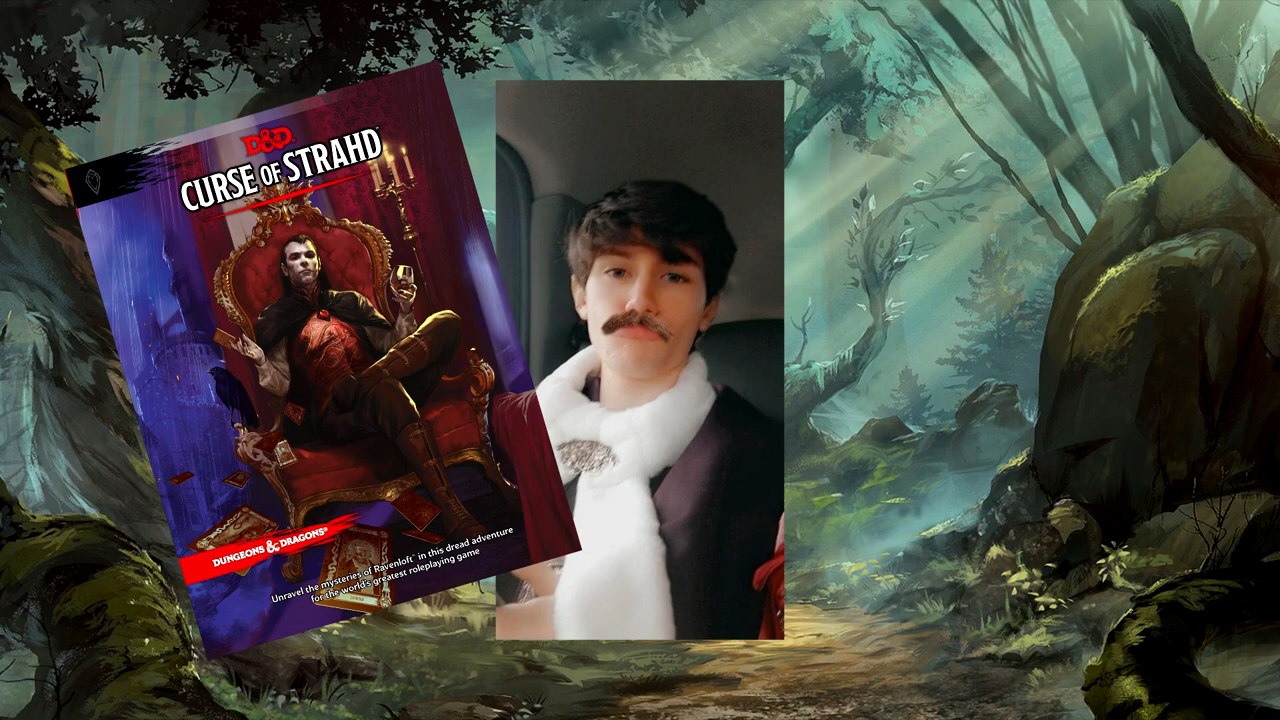 D&D
CURSE OF STRAHD
DUNGEONS & DRAGONS®
Unravel the mysteries of Ravenloft™ in this dread adventure
for the world's greatest roleplaying game